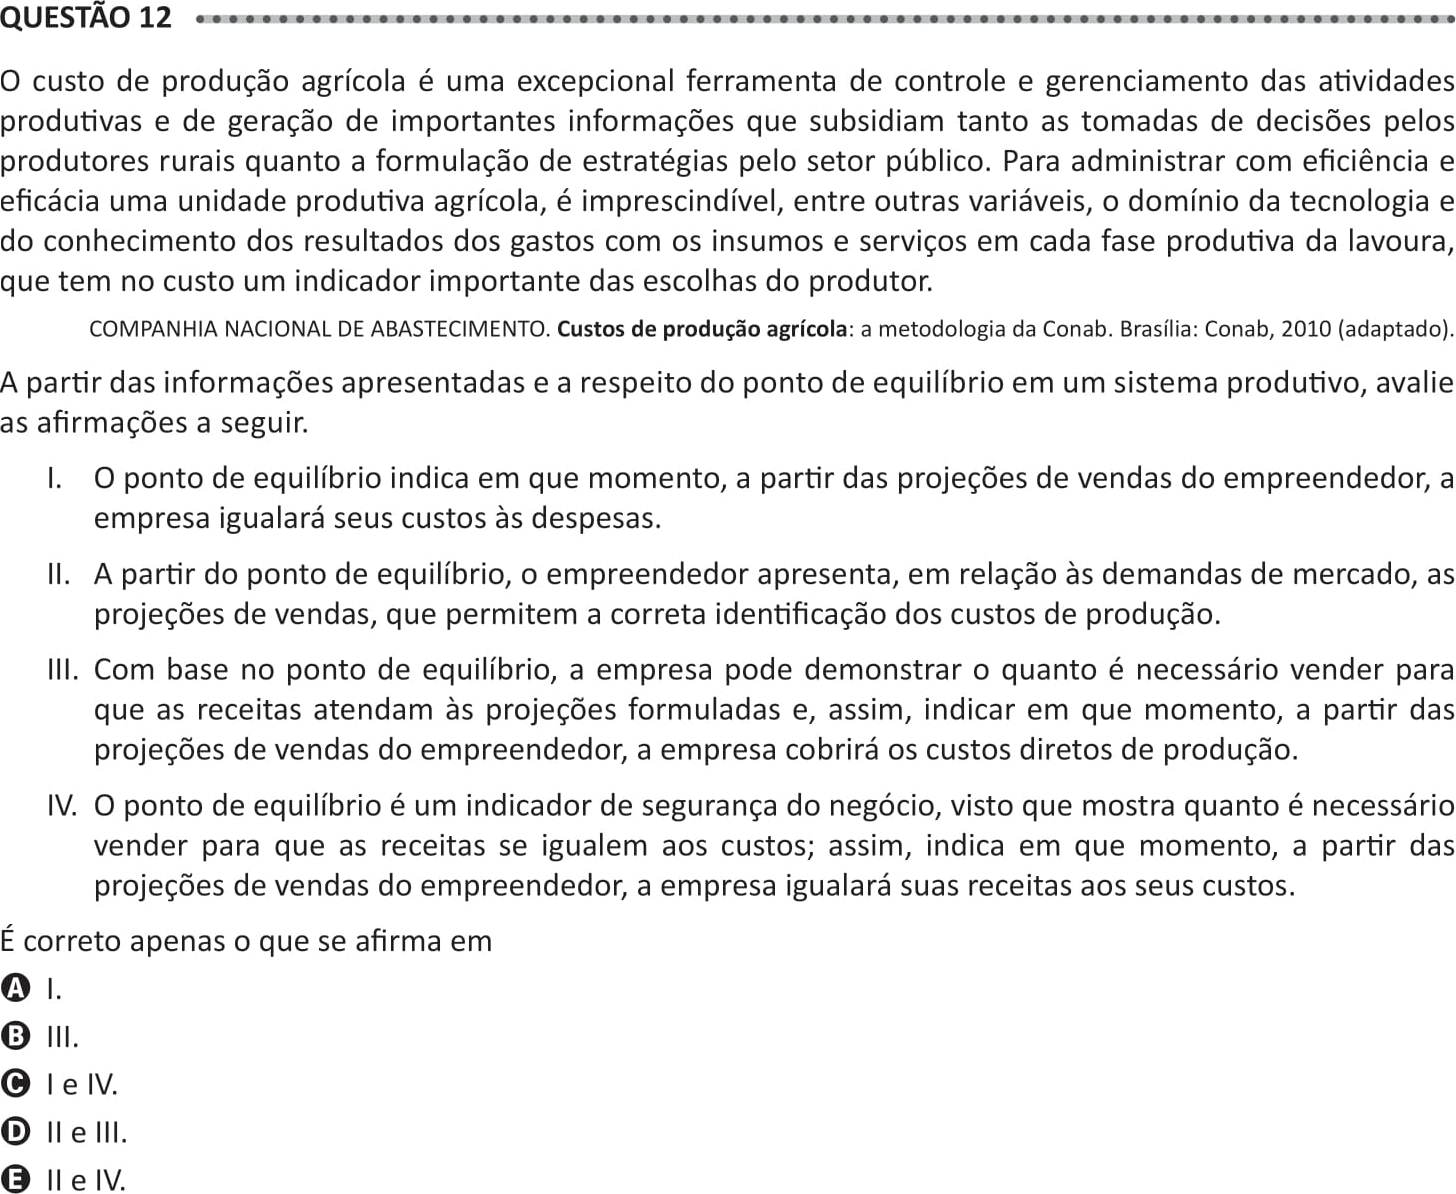 QUESTÃO 12
O custo de produção agrícola é uma excepcional ferramenta de controle e gerenciamento das atividades
produtivas e de geração de importantes informações que subsidiam tanto as tomadas de decisões pelos
produtores rurais quanto a formulação de estratégias pelo setor público. Para administrar com eficiência e
eficácia uma unidade produtiva agrícola, é imprescindível, entre outras variáveis, o domínio da tecnologia e
do conhecimento dos resultados dos gastos com os insumos e serviços em cada fase produtiva da lavoura,
que tem no custo um indicador importante das escolhas do produtor.
COMPANHIA NACIONAL DE ABASTECIMENTO. Custos de produção agrícola: a metodologia da Conab. Brasília: Conab, 2010 (adaptado).
A partir das informações apresentadas e a respeito do ponto de equilíbrio em um sistema produtivo, avalie
as afirmações a seguir.
I. O ponto de equilíbrio indica em que momento, a partir das projeções de vendas do empreendedor, a
empresa igualará seus custos às despesas.
II. A partir do ponto de equilíbrio, o empreendedor apresenta, em relação às demandas de mercado, as
projeções de vendas, que permitem a correta identificação dos custos de produção.
III. Com base no ponto de equilíbrio, a empresa pode demonstrar o quanto é necessário vender para
que as receitas atendam às projeções formuladas e, assim, indicar em que momento, a partir das
projeções de vendas do empreendedor, a empresa cobrirá os custos diretos de produção.
IV. O ponto de equilíbrio é um indicador de segurança do negócio, visto que mostra quanto é necessário
vender para que as receitas se igualem aos custos; assim, indica em que momento, a partir das
projeções de vendas do empreendedor, a empresa igualará suas receitas aos seus custos.
É correto apenas o que se afirma em
A I.
B III.
C I e IV.
D II e III.
E II e IV.